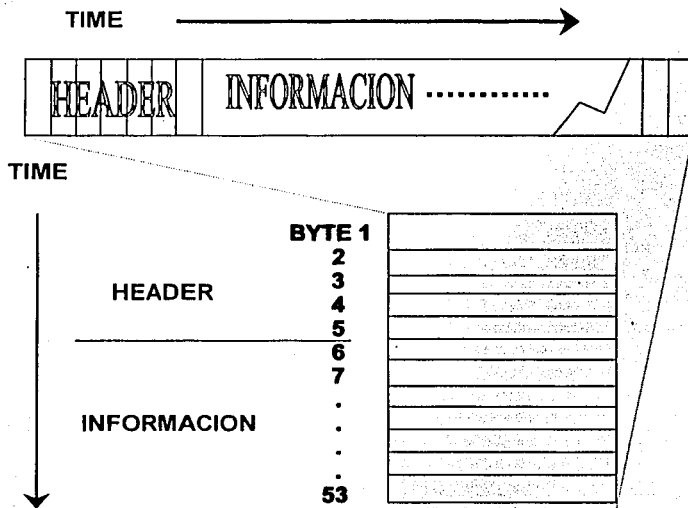 TIME
HEADER INFORMACION ..........
TIME
BYTE 1
2
3
HEADER
4
5
6
7
.
.
INFORMACION
.
.
53